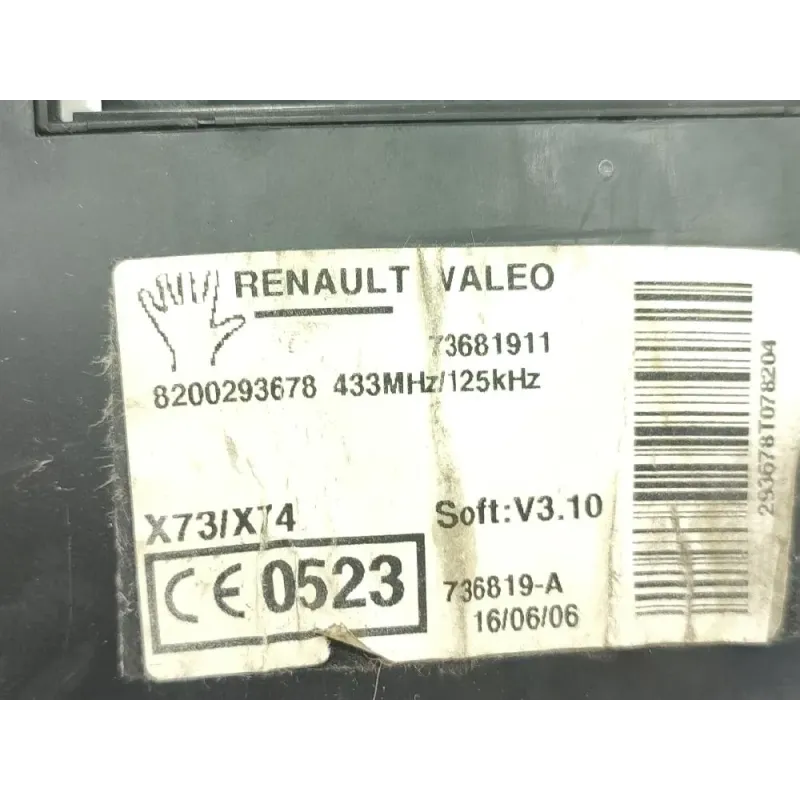 RENAULT VALEO
73681911
8200293678 433MHz/125kHz
X73/X74 Soft:V3.10
CE 0523
736819-A
16/06/06
293678T078204